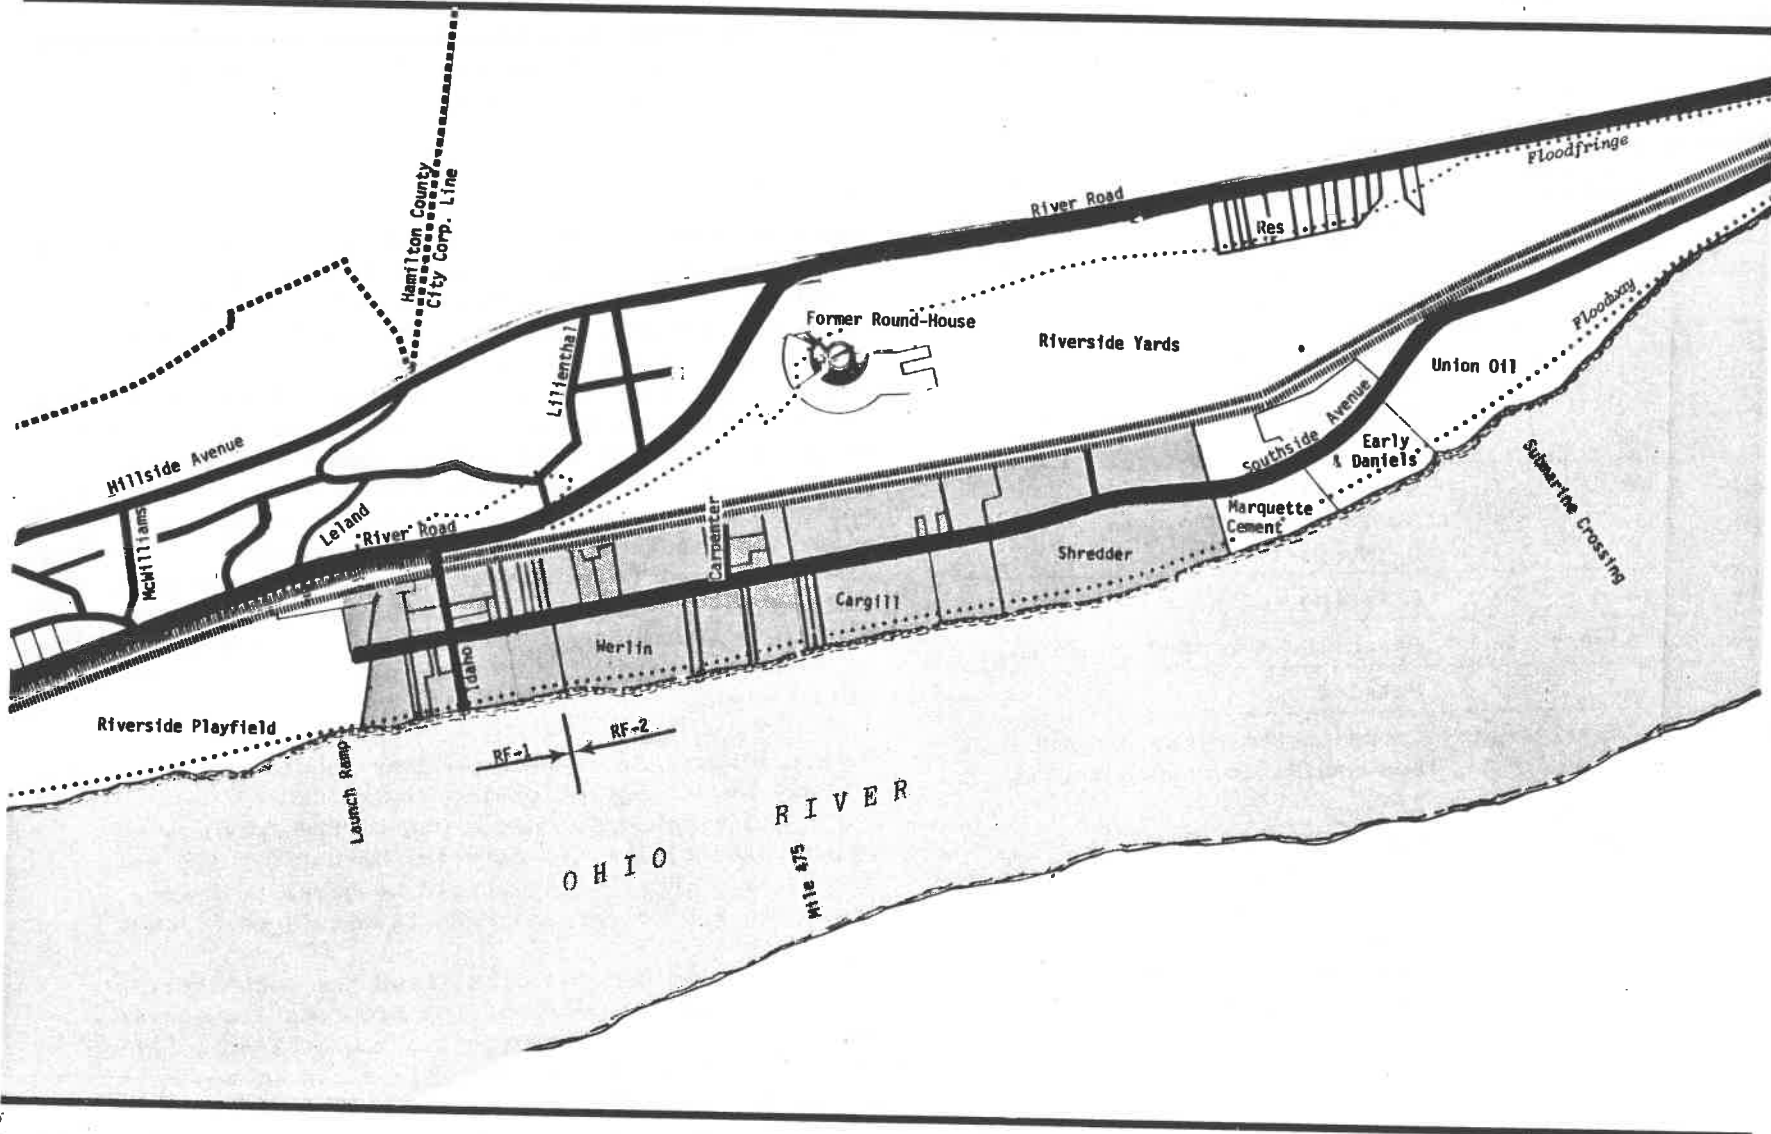 Hamilton County
City Corp. Line
River Road
Floodfringe
Res
Former Round-House
Riverside Yards
Floodway
Union Oil
Lilienthal
Hillside Avenue
Southside Avenue
Early
& Daniels
Submarine Crossing
McWilliams
Leland
River Road
Carpenter
Marquette
Cement
Shredder
Cargill
Werlin
Idaho
Riverside Playfield
Launch Ramp
RF-1
RF-2
OHIO RIVER
Mile 475